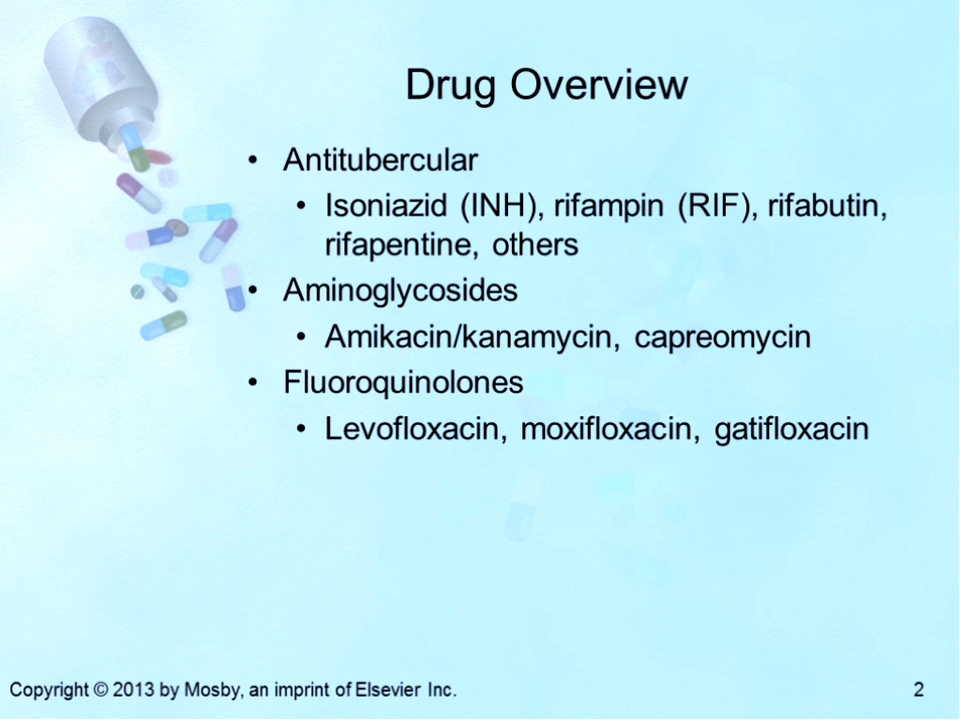 Drug Overview
• Antitubercular
• Isoniazid (INH), rifampin (RIF), rifabutin,
rifapentine, others
• Aminoglycosides
• Amikacin/kanamycin, capreomycin
• Fluoroquinolones
• Levofloxacin, moxifloxacin, gatifloxacin
Copyright © 2013 by Mosby, an imprint of Elsevier Inc.
2